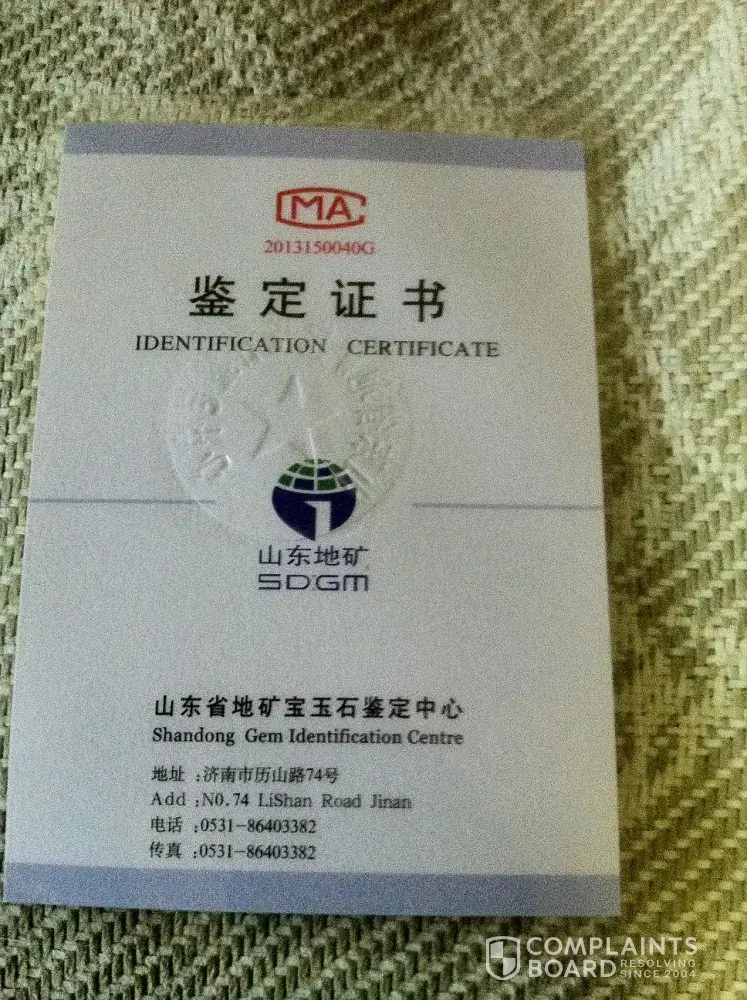 CMA
2013150040G
鉴定证书
IDENTIFICATION CERTIFICATE
山东地矿
SDGM
山东省地矿宝玉石鉴定中心
Shandong Gem Identification Centre
地址 :济南市历山路74号
Add :N0.74 LiShan Road Jinan
电话 :0531-86403382
传真 :0531-86403382
COMPLAINTS
BOARD RESOLVING
SINCE 2004